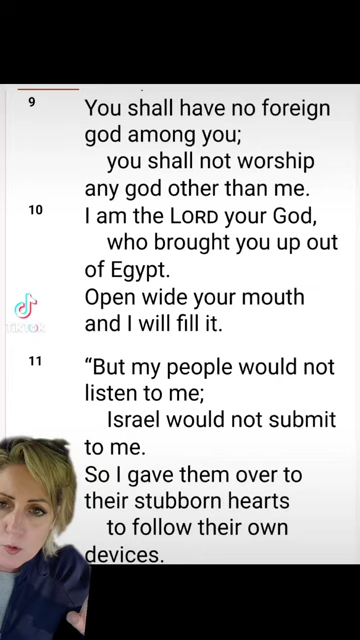 9
You shall have no foreign
god among you;
you shall not worship
any god other than me.
10
I am the LORD your God,
who brought you up out
of Egypt.
Open wide your mouth
and I will fill it.
TikTok
11
“But my people would not
listen to me;
Israel would not submit
to me.
So I gave them over to
their stubborn hearts
to follow their own
devices.